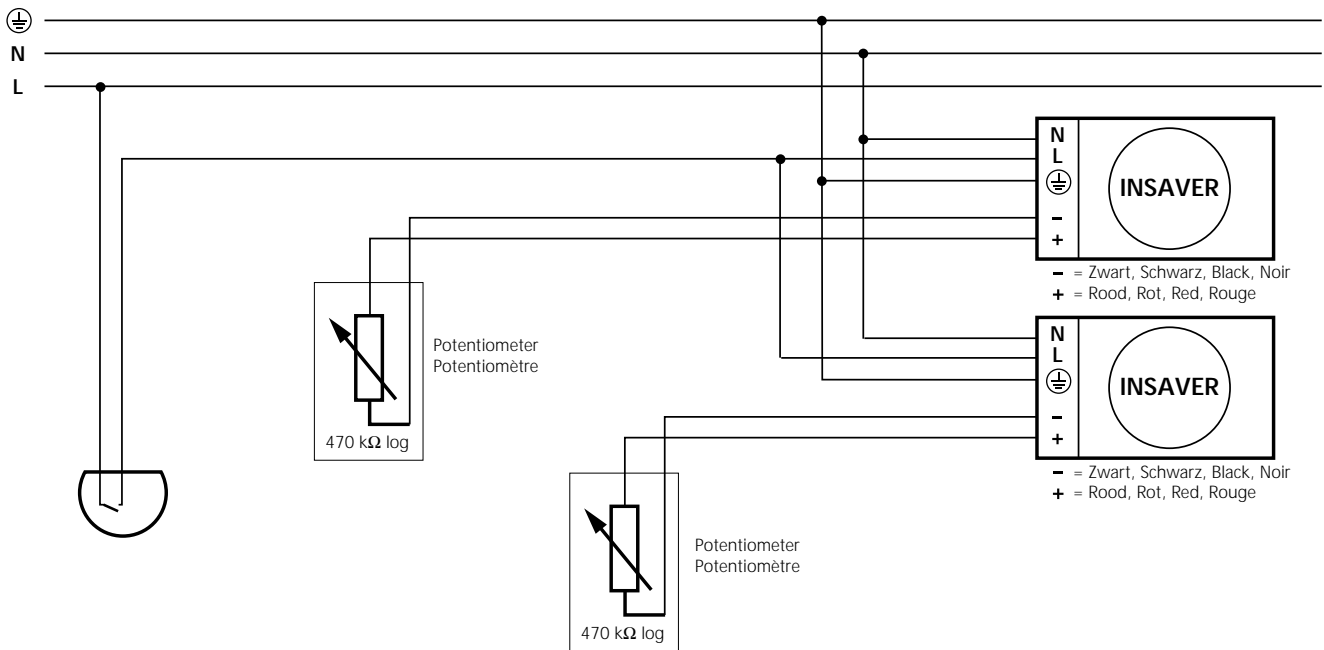 N
L
N
L
INSAVER
–
+
– = Zwart, Schwarz, Black, Noir
+ = Rood, Rot, Red, Rouge
Potentiometer
Potentiomètre
470 kΩ log
N
L
INSAVER
–
+
– = Zwart, Schwarz, Black, Noir
+ = Rood, Rot, Red, Rouge
Potentiometer
Potentiomètre
470 kΩ log